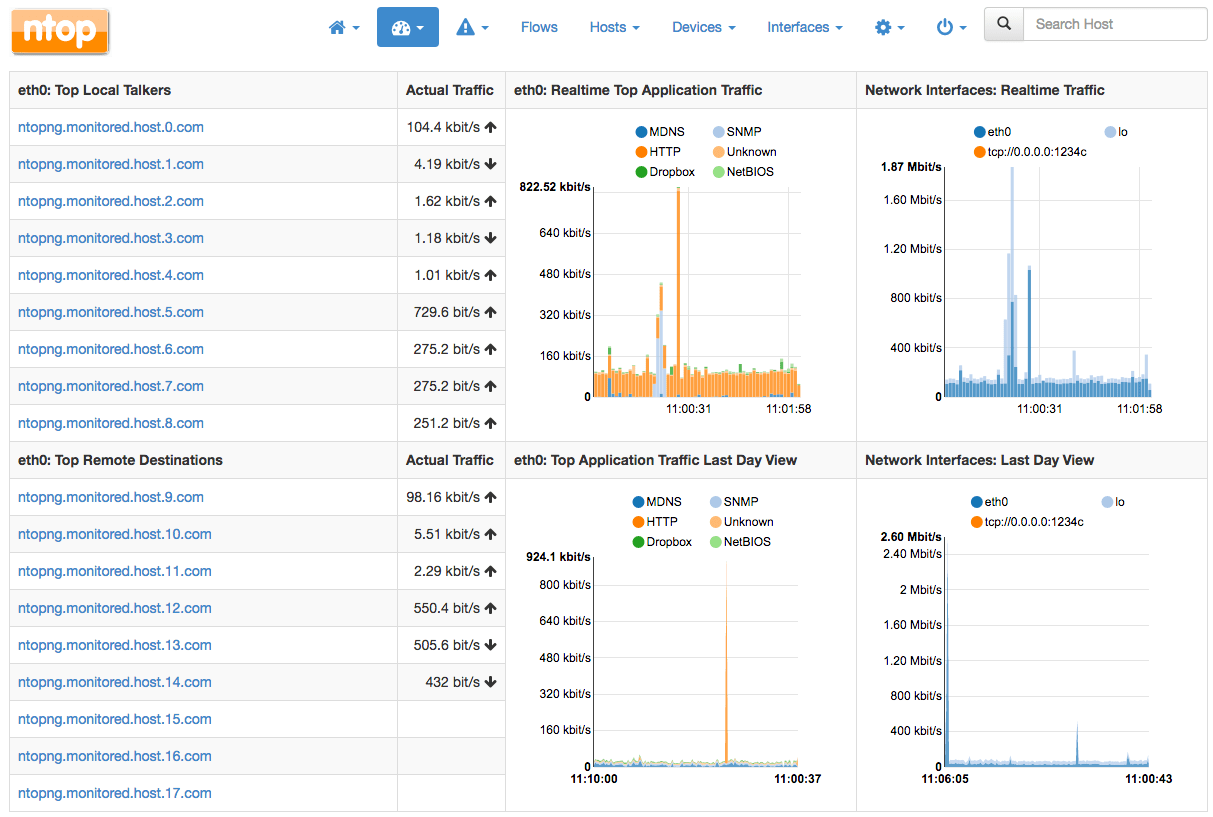 ntop
Flows
Hosts
Devices
Interfaces
Search Host
eth0: Top Local Talkers
Actual Traffic
ntopng.monitored.host.0.com
104.4 kbit/s
ntopng.monitored.host.1.com
4.19 kbit/s
ntopng.monitored.host.2.com
1.62 kbit/s
ntopng.monitored.host.3.com
1.18 kbit/s
ntopng.monitored.host.4.com
1.01 kbit/s
ntopng.monitored.host.5.com
729.6 bit/s
ntopng.monitored.host.6.com
275.2 bit/s
ntopng.monitored.host.7.com
275.2 bit/s
ntopng.monitored.host.8.com
251.2 bit/s
eth0: Realtime Top Application Traffic
MDNS
SNMP
HTTP
Unknown
Dropbox
NetBIOS
822.52 kbit/s
640 kbit/s
480 kbit/s
320 kbit/s
160 kbit/s
0
11:00:31
11:01:58
Network Interfaces: Realtime Traffic
eth0
lo
tcp://0.0.0.0:1234c
1.87 Mbit/s
1.60 Mbit/s
1.20 Mbit/s
800 kbit/s
400 kbit/s
0
11:00:31
11:01:58
eth0: Top Remote Destinations
Actual Traffic
ntopng.monitored.host.9.com
98.16 kbit/s
ntopng.monitored.host.10.com
5.51 kbit/s
ntopng.monitored.host.11.com
2.29 kbit/s
ntopng.monitored.host.12.com
550.4 bit/s
ntopng.monitored.host.13.com
505.6 bit/s
ntopng.monitored.host.14.com
432 bit/s
ntopng.monitored.host.15.com
ntopng.monitored.host.16.com
ntopng.monitored.host.17.com
eth0: Top Application Traffic Last Day View
MDNS
SNMP
HTTP
Unknown
Dropbox
NetBIOS
924.1 kbit/s
800 kbit/s
640 kbit/s
480 kbit/s
320 kbit/s
160 kbit/s
0
11:10:00
11:00:37
Network Interfaces: Last Day View
eth0
lo
tcp://0.0.0.0:1234c
2.60 Mbit/s
2.40 Mbit/s
2 Mbit/s
1.60 Mbit/s
1.20 Mbit/s
800 kbit/s
400 kbit/s
0
11:06:05
11:00:43